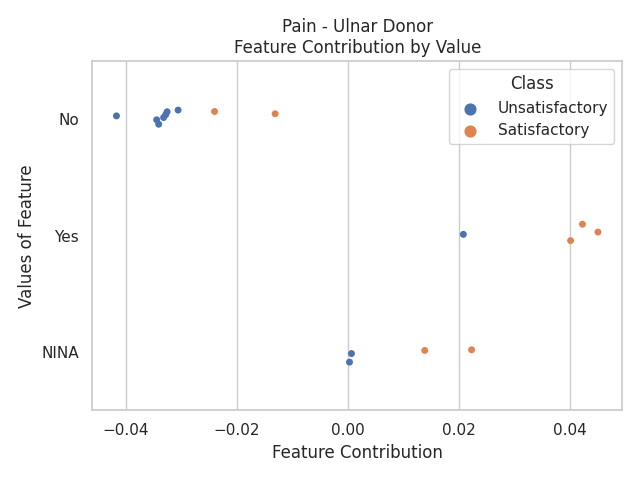 Pain - Ulnar Donor
Feature Contribution by Value
Class
Unsatisfactory
Satisfactory
Values of Feature
No
Yes
NINA
−0.04 −0.02 0.00 0.02 0.04
Feature Contribution